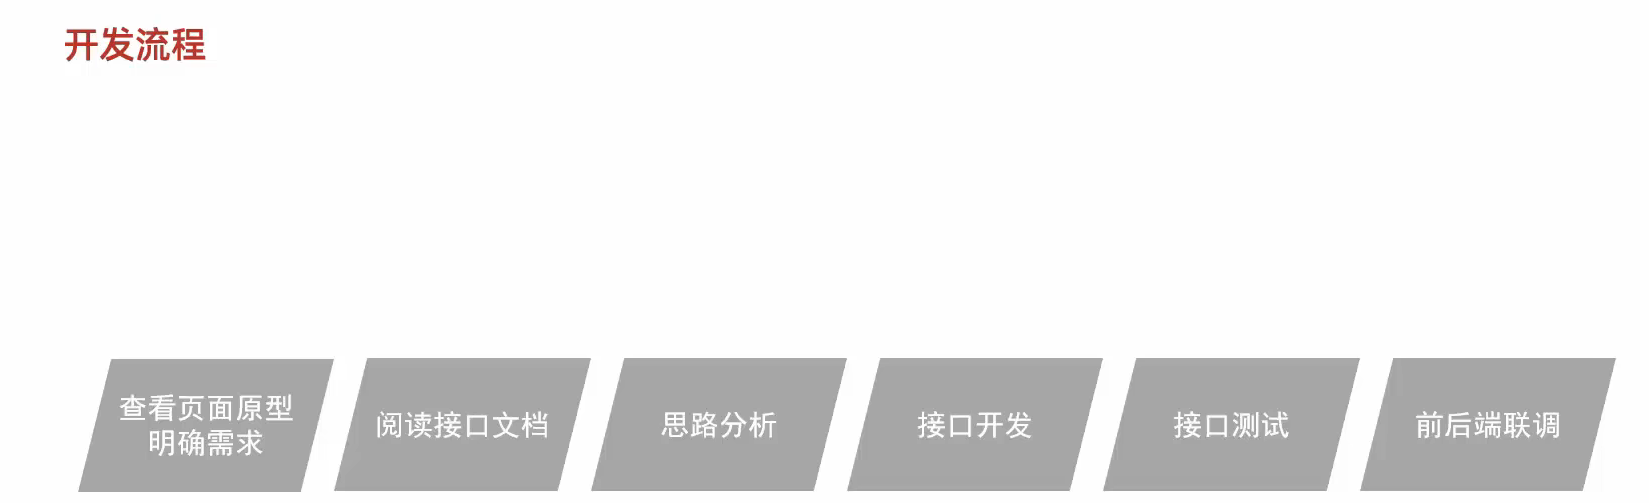 开发流程
查看页面原型
明确需求
阅读接口文档
思路分析
接口开发
接口测试
前后端联调